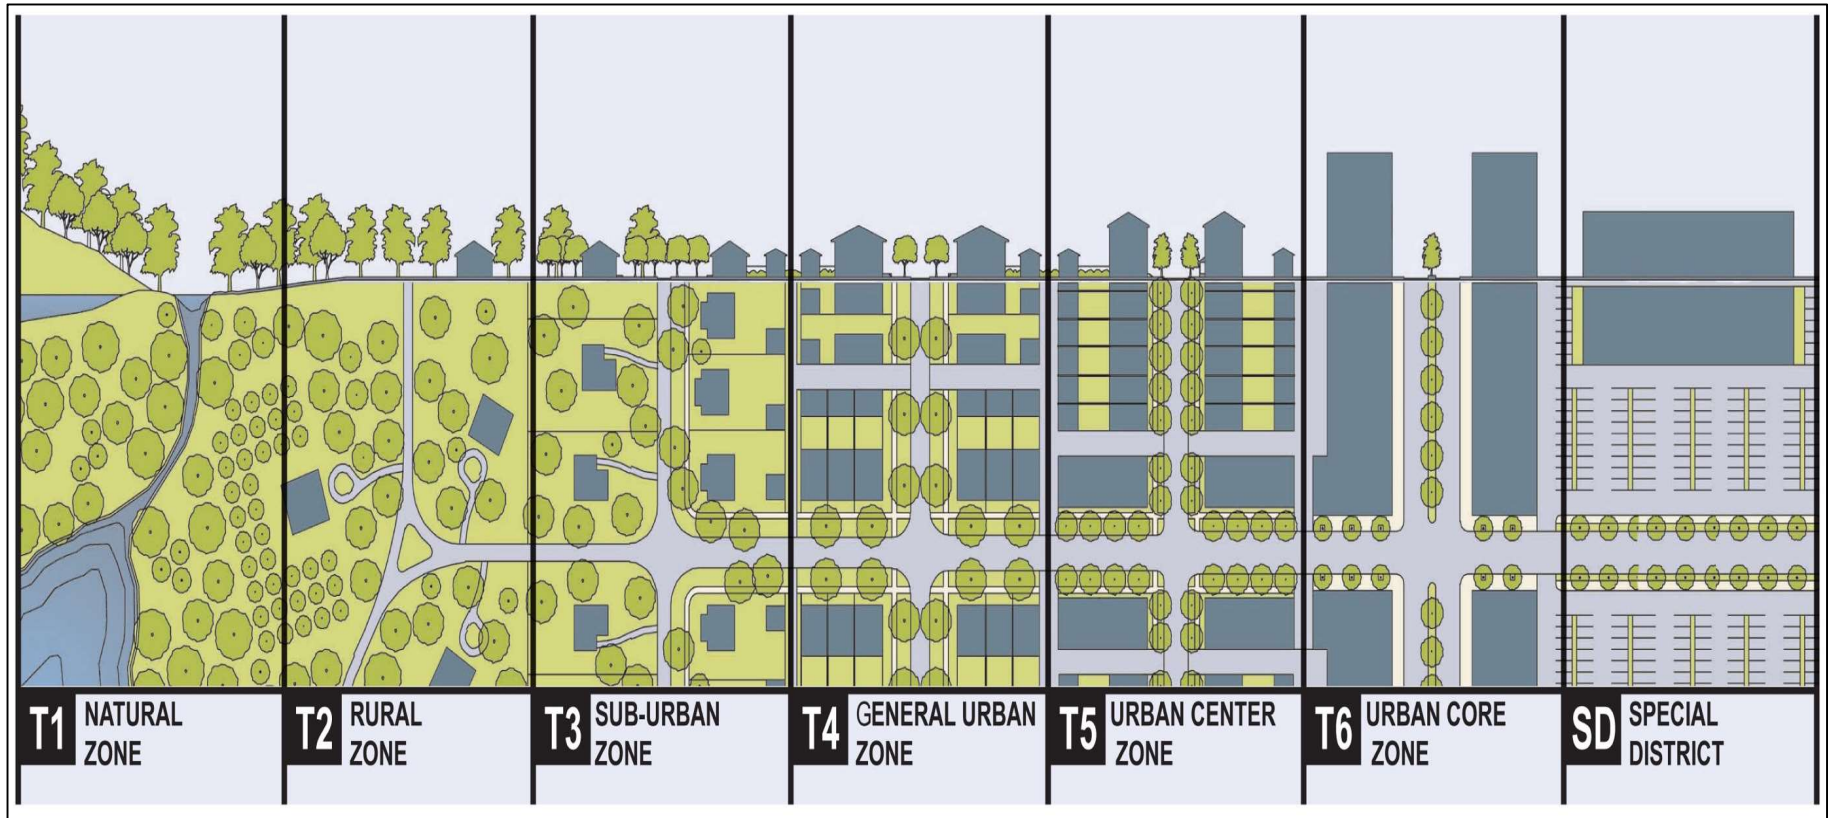 T1 NATURAL
ZONE
T2 RURAL
ZONE
T3 SUB-URBAN
ZONE
T4 GENERAL URBAN
ZONE
T5 URBAN CENTER
ZONE
T6 URBAN CORE
ZONE
SD SPECIAL
DISTRICT